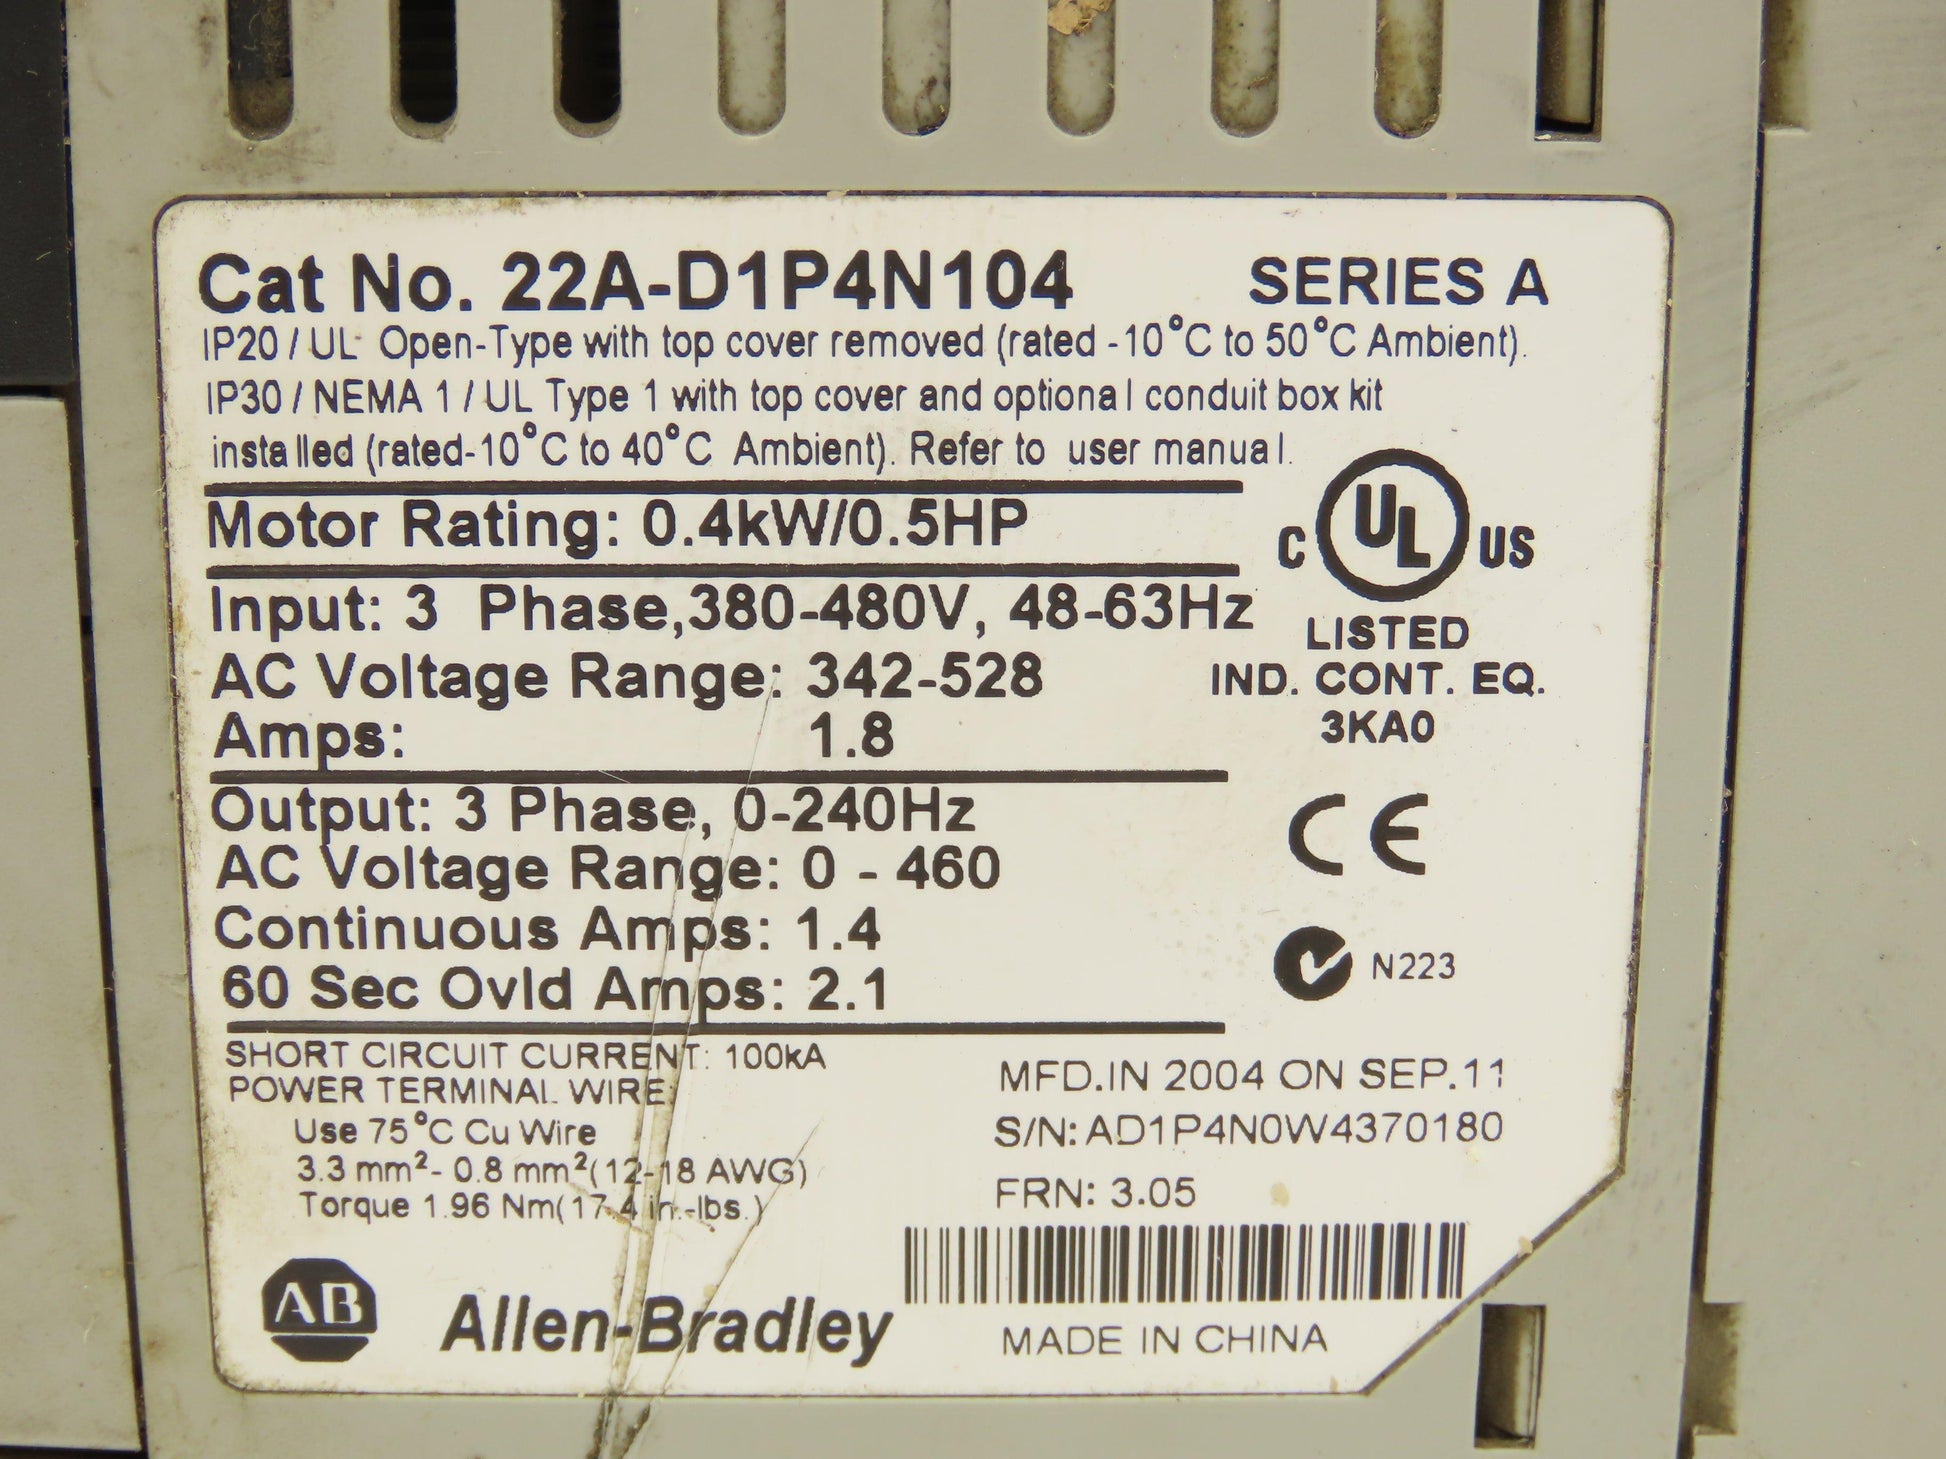 Cat No. 22A-D1P4N104 SERIES A
IP20 / UL Open-Type with top cover removed (rated -10°C to 50°C Ambient).
IP30 / NEMA 1 / UL Type 1 with top cover and optional conduit box kit
installed (rated-10°C to 40°C Ambient). Refer to user manual.
Motor Rating: 0.4kW/0.5HP
C UL US
LISTED
IND. CONT. EQ.
3KA0
Input: 3 Phase,380-480V, 48-63Hz
AC Voltage Range: 342-528
Amps: 1.8
Output: 3 Phase, 0-240Hz
AC Voltage Range: 0 - 460
Continuous Amps: 1.4
60 Sec Ovld Amps: 2.1
CE
N223
SHORT CIRCUIT CURRENT: 100kA
POWER TERMINAL WIRE:
Use 75°C Cu Wire
3.3 mm²- 0.8 mm²(12-18 AWG)
Torque 1.96 Nm(17.4 in.-lbs.)
MFD.IN 2004 ON SEP.11
S/N: AD1P4N0W4370180
FRN: 3.05
AB Allen-Bradley
MADE IN CHINA